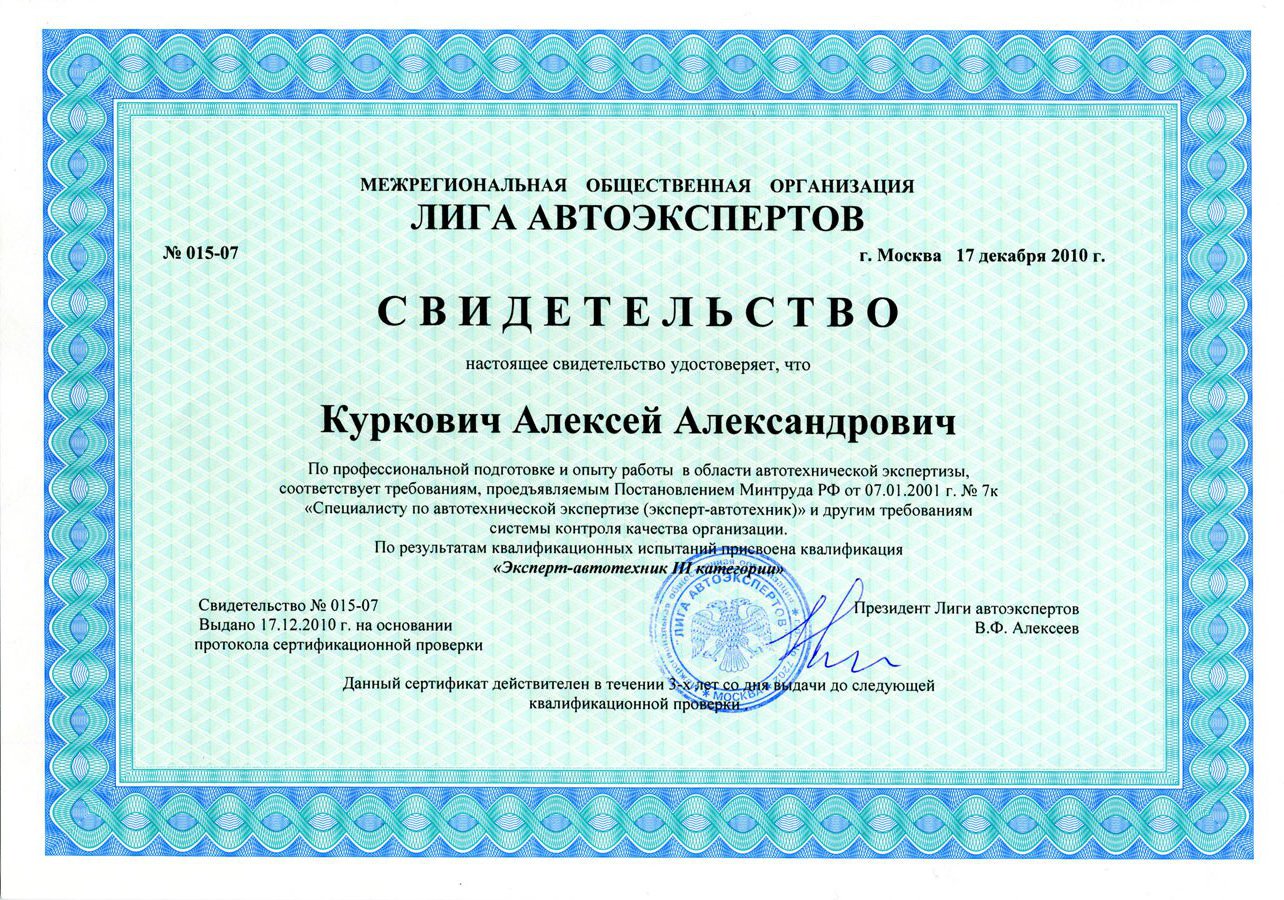 МЕЖРЕГИОНАЛЬНАЯ ОБЩЕСТВЕННАЯ ОРГАНИЗАЦИЯ
ЛИГА АВТОЭКСПЕРТОВ
№ 015-07
г. Москва 17 декабря 2010 г.
СВИДЕТЕЛЬСТВО
настоящее свидетельство удостоверяет, что
Куркович Алексей Александрович
По профессиональной подготовке и опыту работы в области автотехнической экспертизы,
соответствует требованиям, проедъявляемым Постановлением Минтруда РФ от 07.01.2001 г. № 7к
«Специалисту по автотехнической экспертизе (эксперт-автотехник)» и другим требованиям
системы контроля качества организации.
По результатам квалификационных испытаний присвоена квалификация
«Эксперт-автотехник III категории»
Свидетельство № 015-07
Выдано 17.12.2010 г. на основании
протокола сертификационной проверки
Президент Лиги автоэкспертов
В.Ф. Алексеев
"ЛИГА АВТОЭКСПЕРТОВ"
МОСКВА
Данный сертификат действителен в течении 3-х лет со дня выдачи до следующей
квалификационной проверки